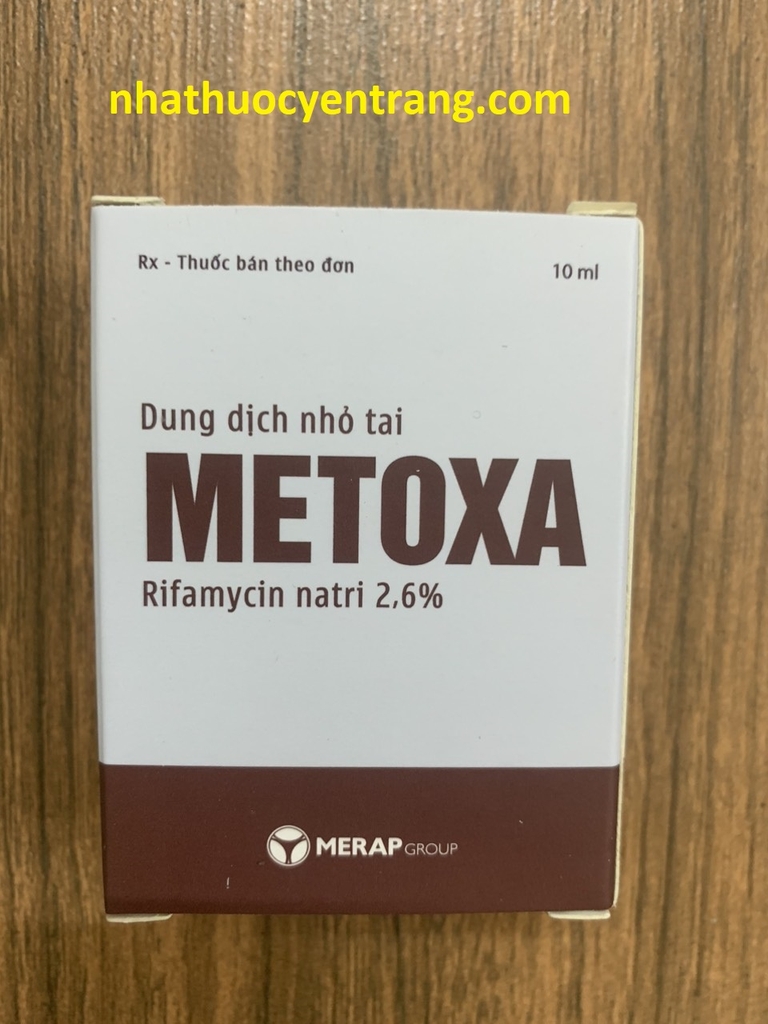 nhathuocyentrang.com
Rx - Thuốc bán theo đơn
10 ml
Dung dịch nhỏ tai
METOXA
Rifamycin natri 2,6%
MERAP GROUP